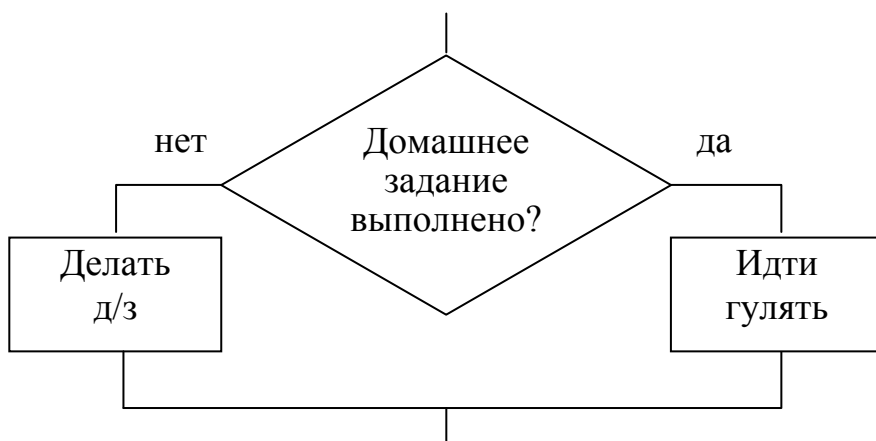 нет
Домашнее
задание
выполнено?
да
Делать
д/з
Идти
гулять